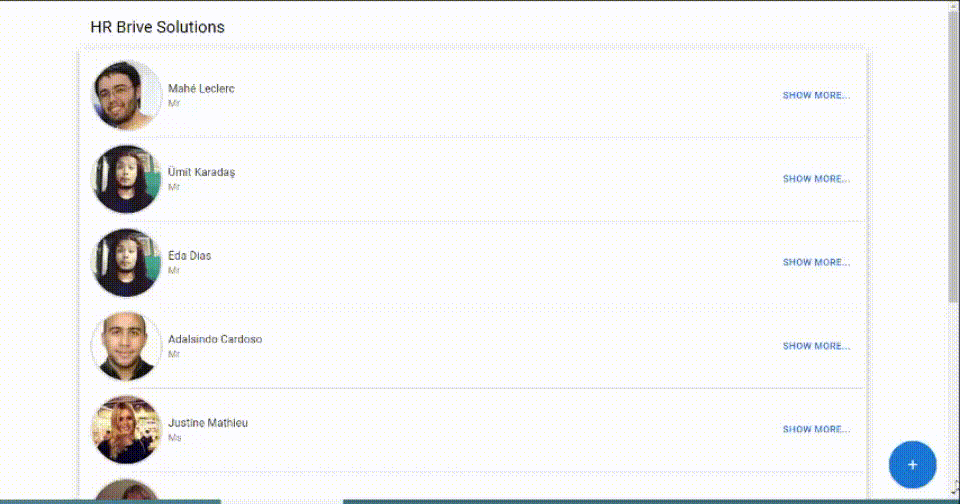 HR Brive Solutions
Mahé Leclerc
Mr
SHOW MORE...
Ümit Karadaş
Mr
SHOW MORE...
Eda Dias
Mr
SHOW MORE...
Adalsindo Cardoso
Mr
SHOW MORE...
Justine Mathieu
Ms
SHOW MORE...
+